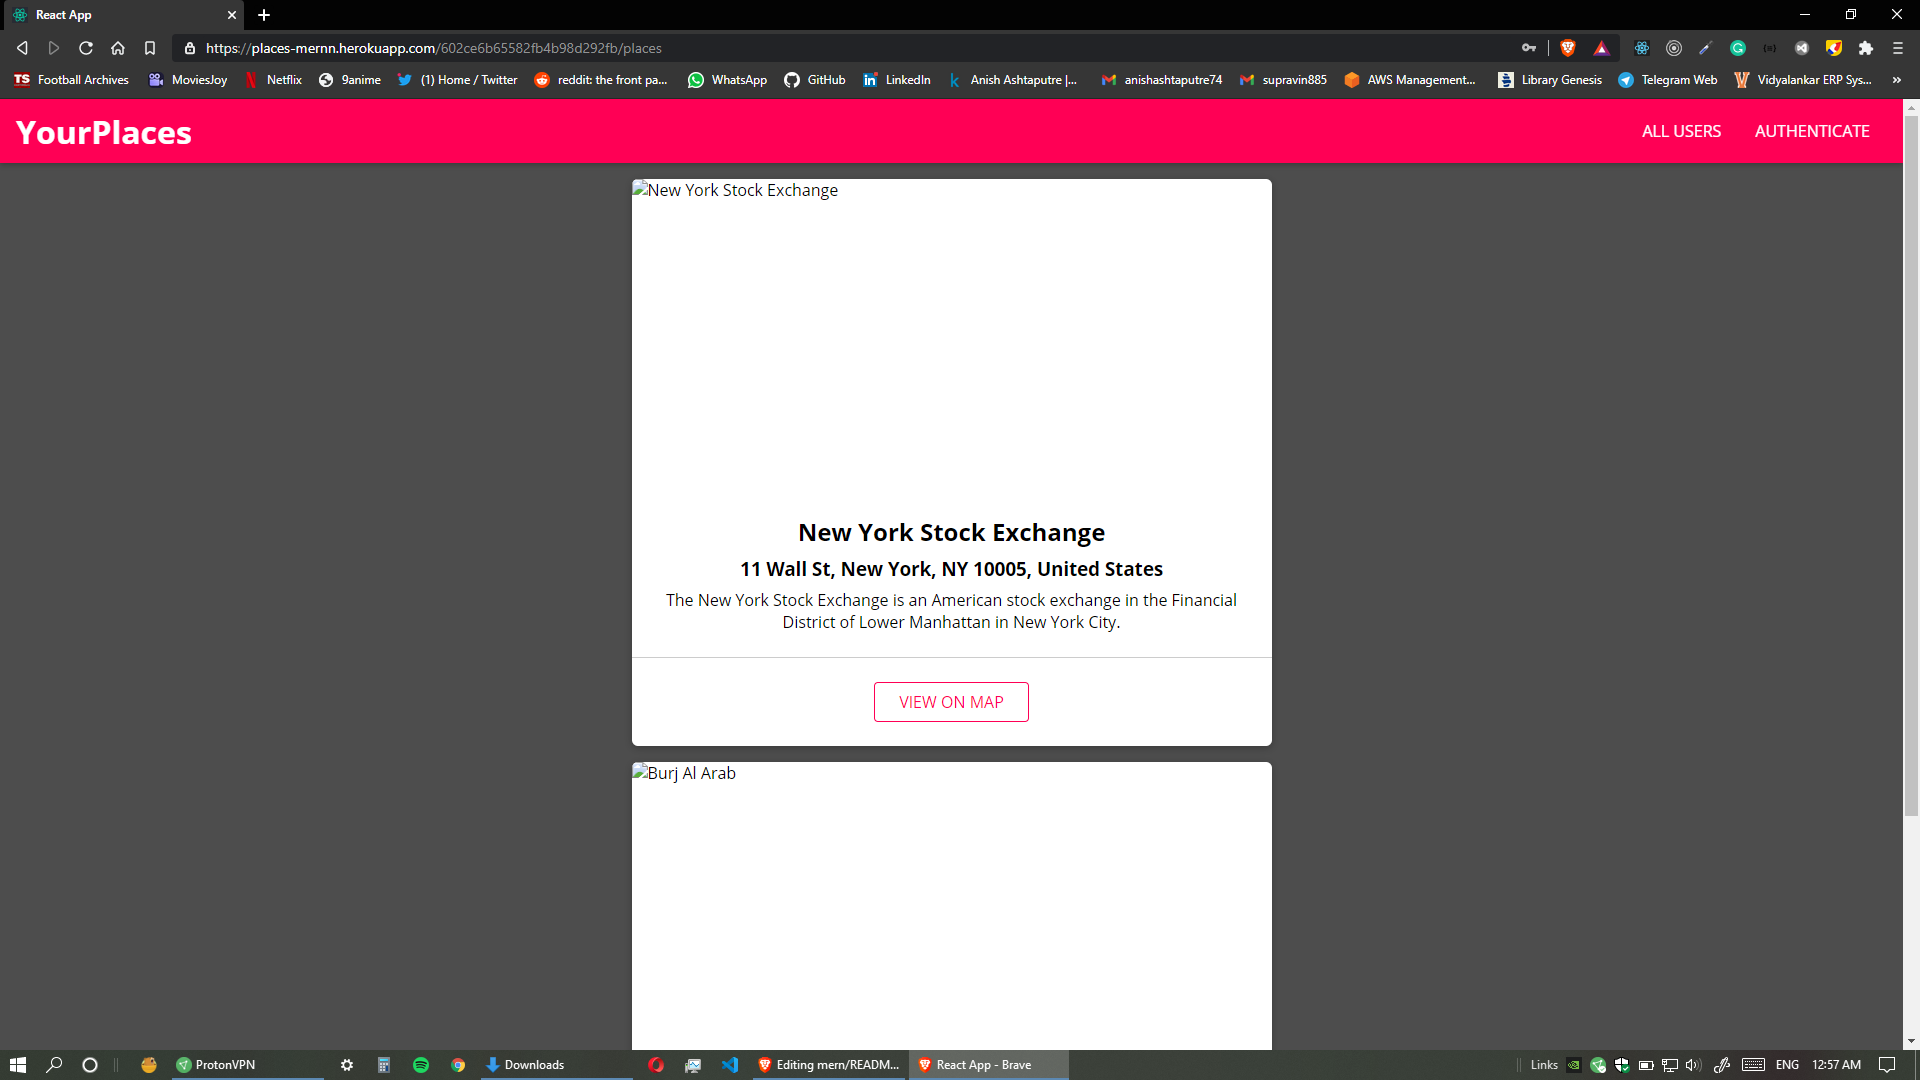 React App
https://places-mernn.herokuapp.com/602ce6b65582fb4b98d292fb/places
TS Football Archives MoviesJoy Netflix 9anime (1) Home / Twitter reddit: the front pa... WhatsApp GitHub LinkedIn Anish Ashtaputre |... anishashtaputre74 supravin885 AWS Management... Library Genesis Telegram Web Vidyalankar ERP Sys... »
YourPlaces ALL USERS AUTHENTICATE
New York Stock Exchange
New York Stock Exchange
11 Wall St, New York, NY 10005, United States
The New York Stock Exchange is an American stock exchange in the Financial
District of Lower Manhattan in New York City.
VIEW ON MAP
Burj Al Arab
ProtonVPN Downloads Editing mern/READM... React App - Brave Links ENG 12:57 AM